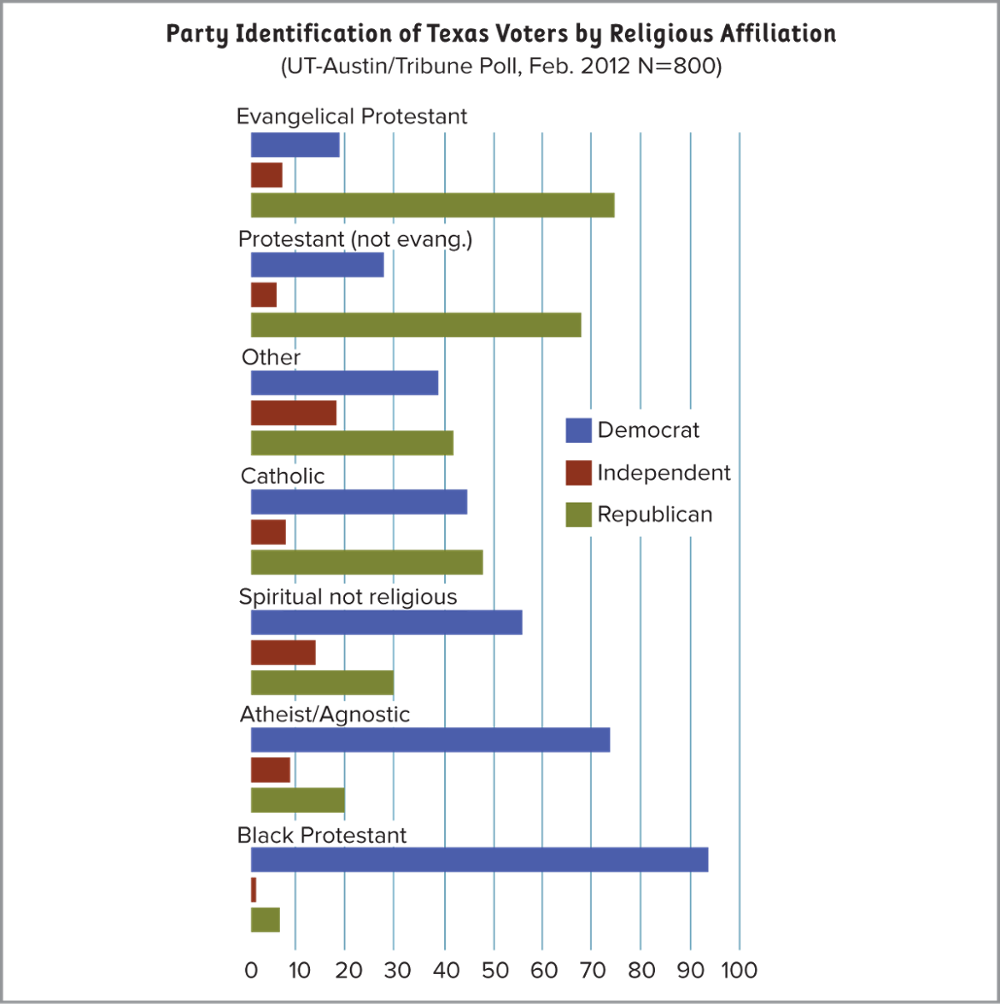 Party Identification of Texas Voters by Religious Affiliation
(UT-Austin/Tribune Poll, Feb. 2012 N=800)
Evangelical Protestant
Protestant (not evang.)
Other
Democrat
Independent
Catholic
Republican
Spiritual not religious
Atheist/Agnostic
Black Protestant
0 10 20 30 40 50 60 70 80 90 100